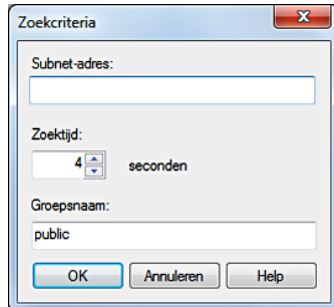 Zoekcriteria
Subnet-adres:
Zoektijd:
4 seconden
Groepsnaam:
public
OK Annuleren Help